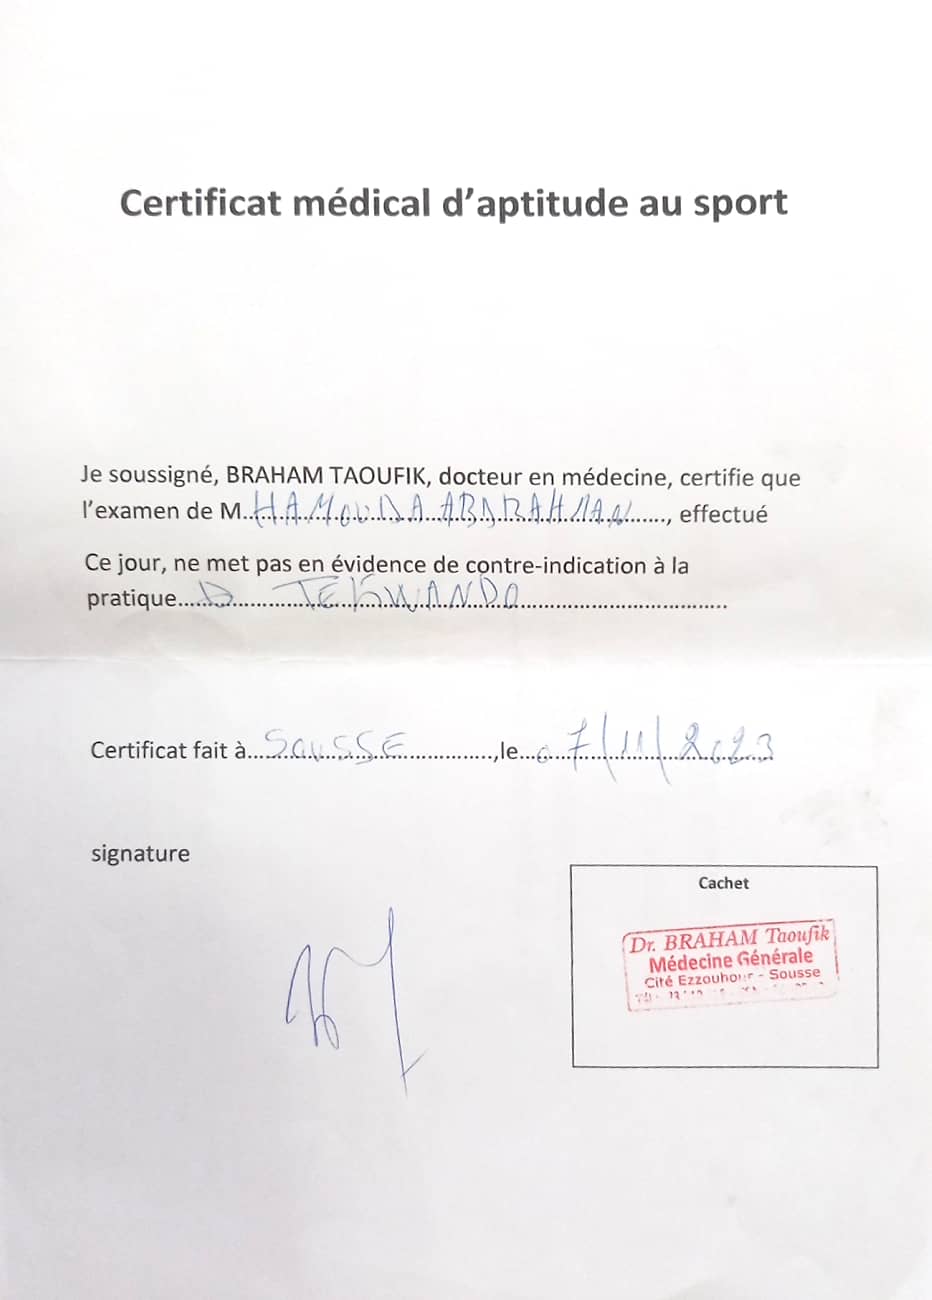 Certificat médical d'aptitude au sport
Je soussigné, BRAHAM TAOUFIK, docteur en médecine, certifie que
l'examen de M..HAMOUDA ABDRAHMAN......, effectué
Ce jour, ne met pas en évidence de contre-indication à la
pratique.....D............TEKWANDO..............................................
Certificat fait à...SOUSSE...............,le...07/11/2023
signature
Cachet
Dr. BRAHAM Taoufik
Médecine Générale
Cité Ezzouhour - Sousse